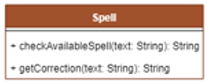 Spell
+ checkAvailableSpell(text: String): String
+ getCorrection(text: String): String